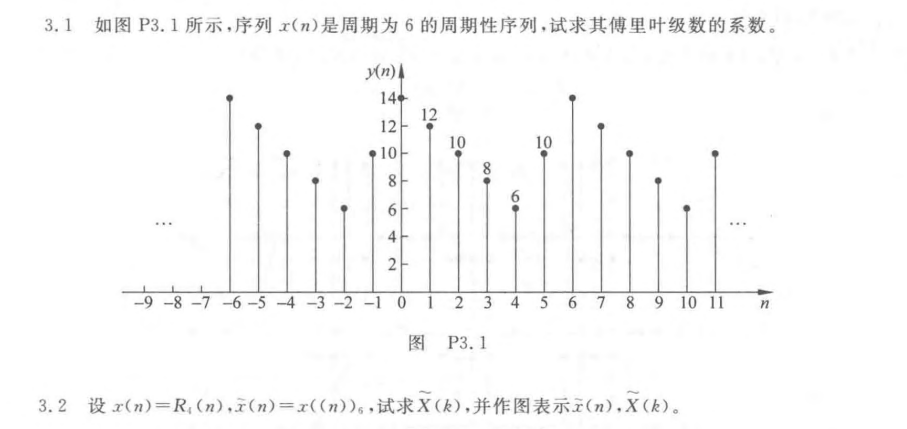 3.1 如图 P3.1 所示,序列 x(n)是周期为 6 的周期性序列,试求其傅里叶级数的系数。
y(n)
14
12
12
10
10
10
8
8
6
6
4
2
…
…
-9 -8 -7 -6 -5 -4 -3 -2 -1 0 1 2 3 4 5 6 7 8 9 10 11 n
图 P3.1
3.2 设 x(n)=R₄(n),x̃(n)=x((n))₆,试求X̃(k),并作图表示x̃(n),X̃(k)。